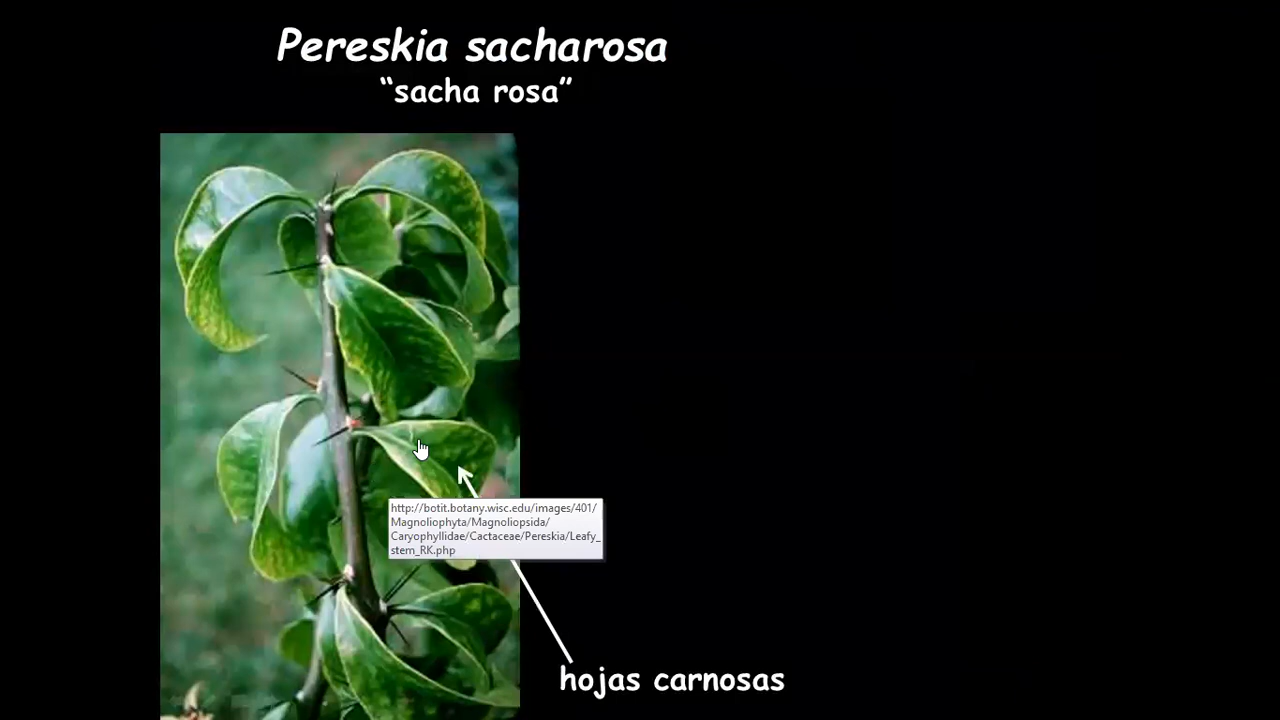 Pereskia sacharosa
“sacha rosa”
http://botit.botany.wisc.edu/images/401/
Magnoliophyta/Magnoliopsida/
Caryophyllidae/Cactaceae/Pereskia/Leafy_
stem_RK.php
hojas carnosas